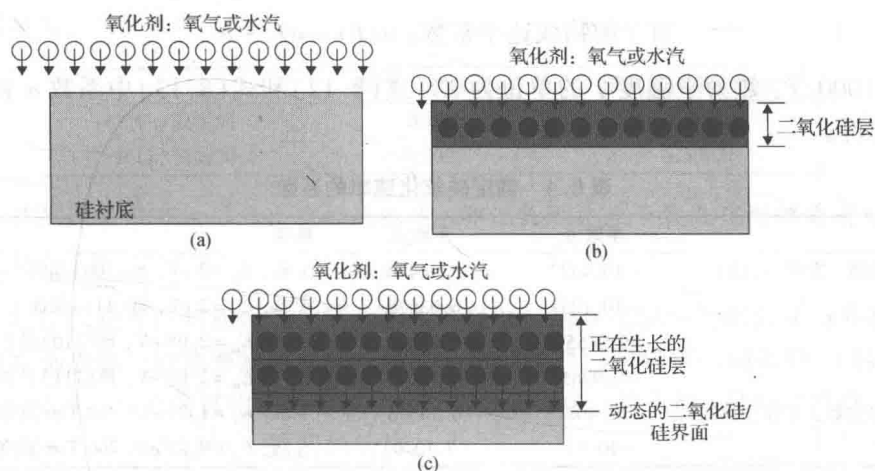 氧化剂：氧气或水汽
硅衬底
(a)
氧化剂：氧气或水汽
二氧化硅层
(b)
氧化剂：氧气或水汽
正在生长的
二氧化硅层
动态的二氧化硅/
硅界面
(c)